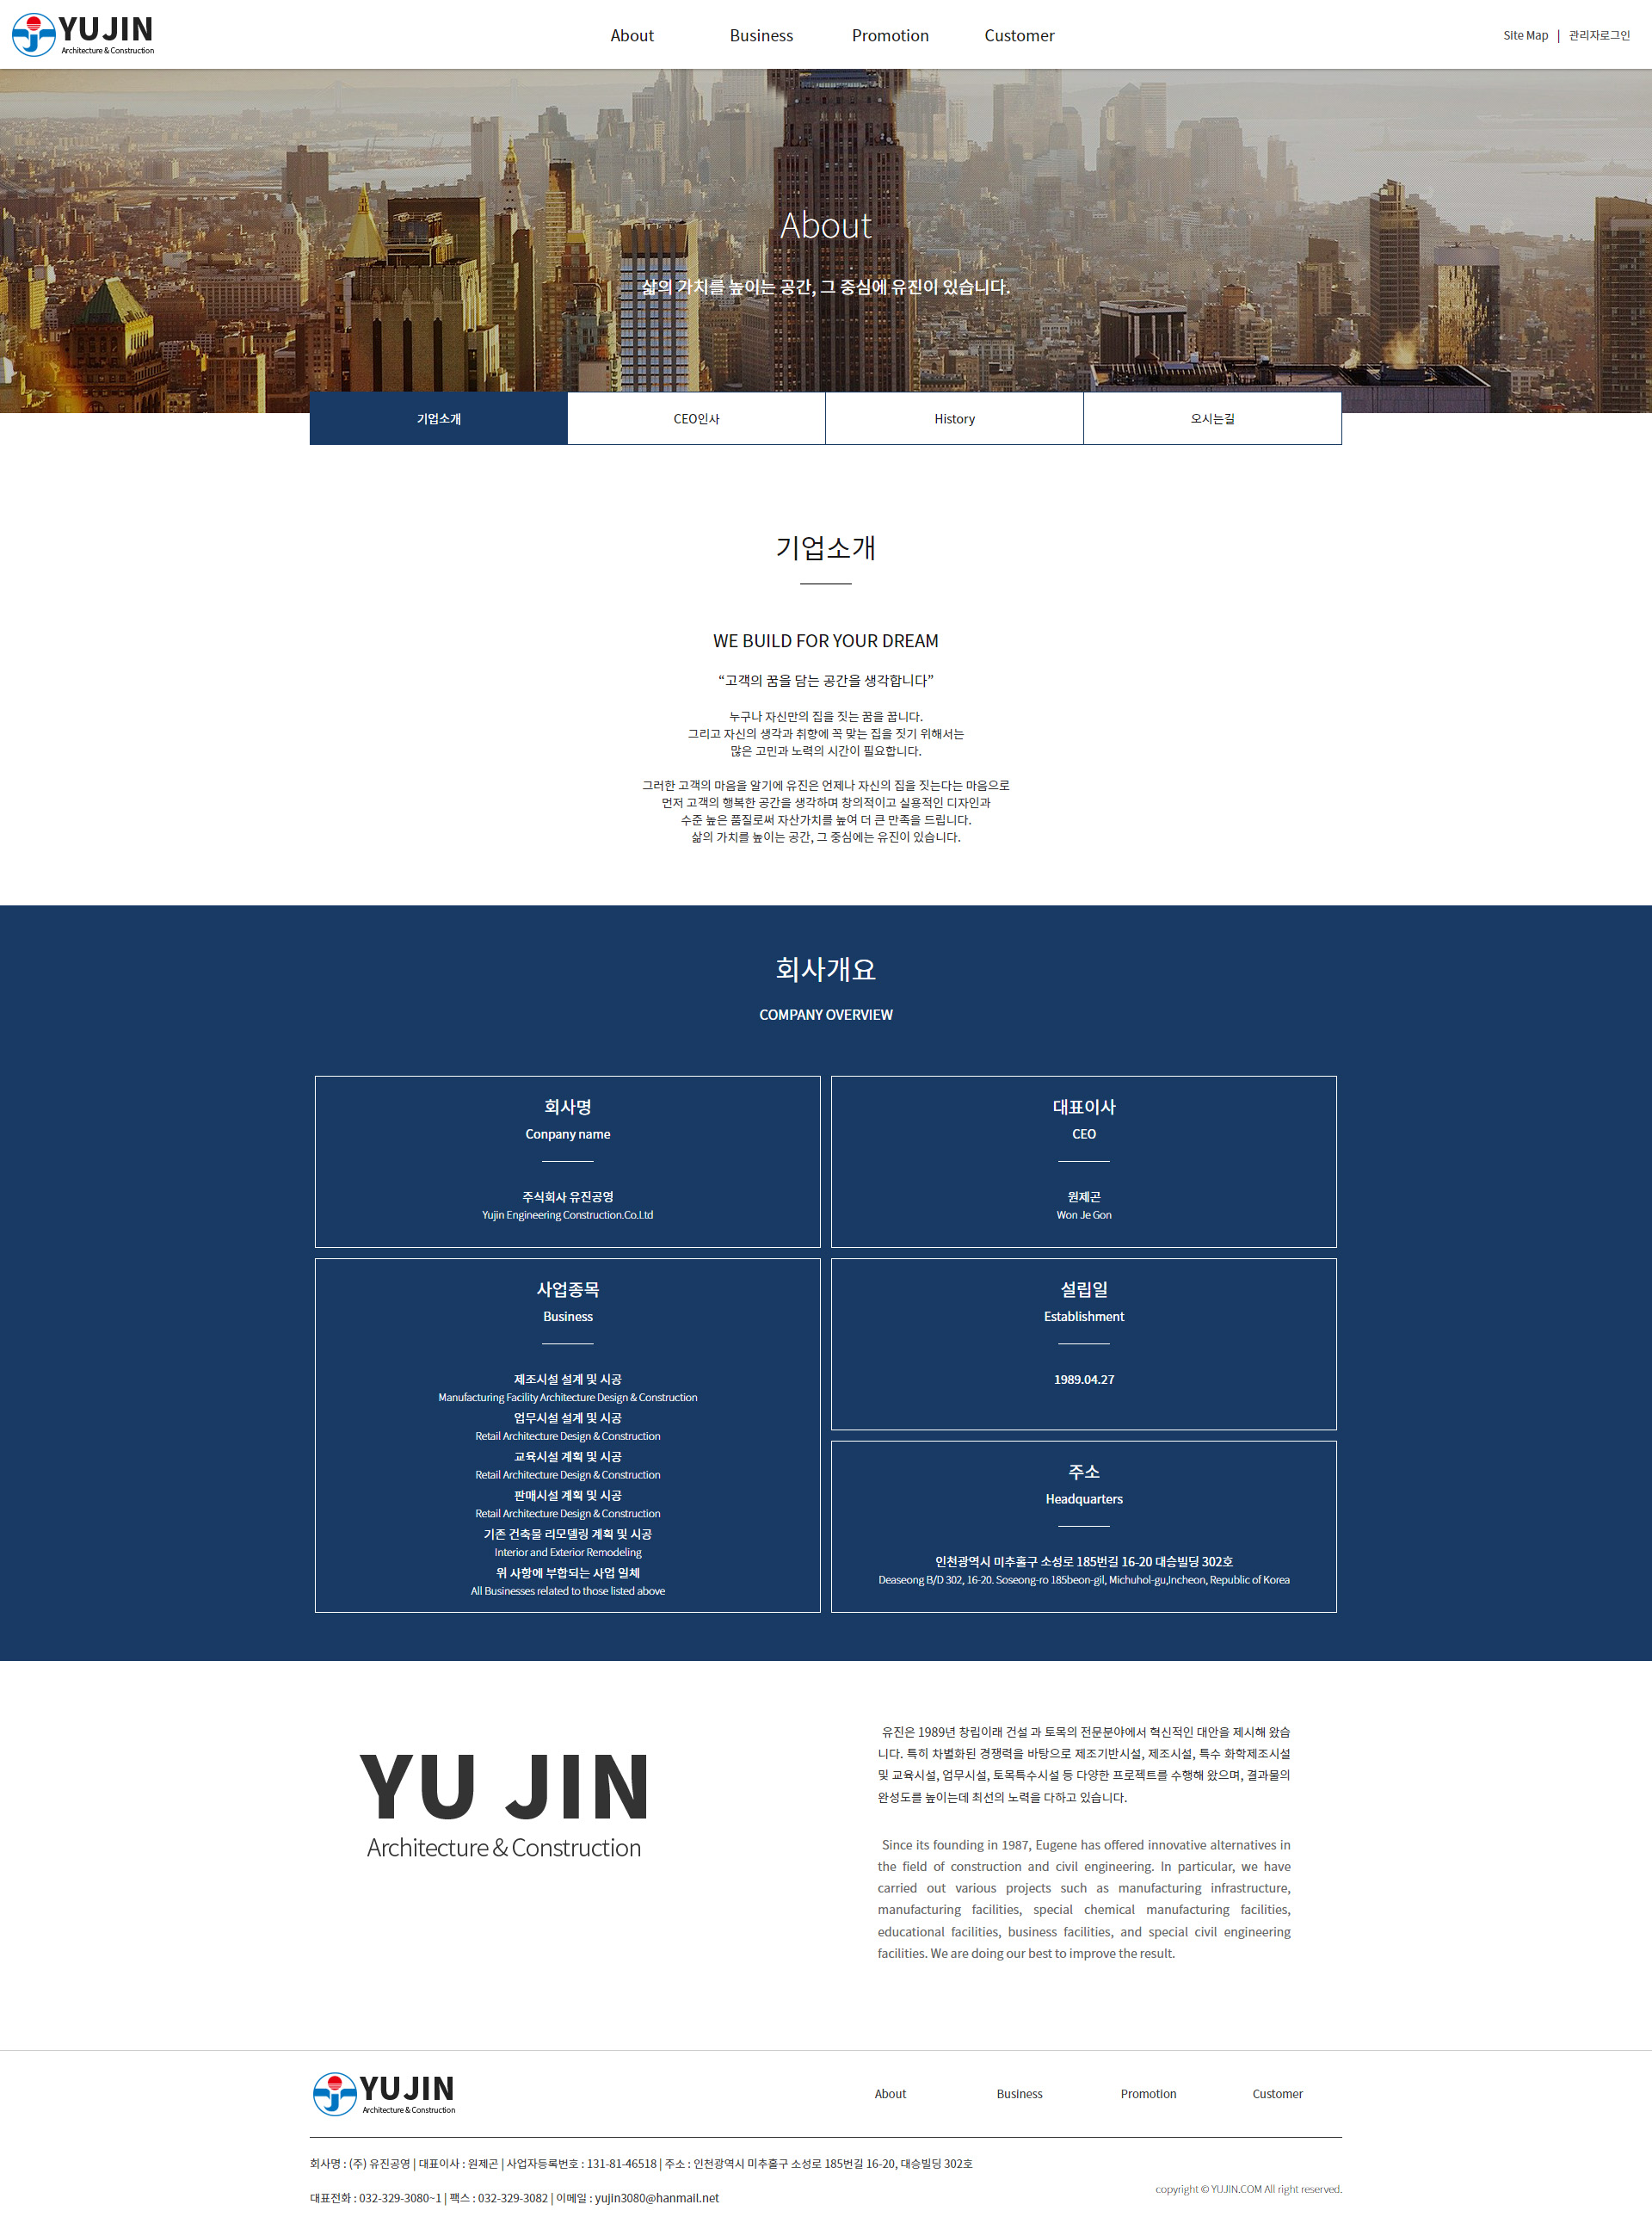 YUJIN
Architecture & Construction
About
Business
Promotion
Customer
Site Map | 관리자로그인
About
삶의 가치를 높이는 공간, 그 중심에 유진이 있습니다.
기업소개
CEO인사
History
오시는길
기업소개
WE BUILD FOR YOUR DREAM
“고객의 꿈을 담는 공간을 생각합니다”
누구나 자신만의 집을 짓는 꿈을 꿉니다.
그리고 자신의 생각과 취향에 꼭 맞는 집을 짓기 위해서는
많은 고민과 노력의 시간이 필요합니다.
그러한 고객의 마음을 알기에 유진은 언제나 자신의 집을 짓는다는 마음으로
먼저 고객의 행복한 공간을 생각하며 창의적이고 실용적인 디자인과
수준 높은 품질로써 자산가치를 높여 더 큰 만족을 드립니다.
삶의 가치를 높이는 공간, 그 중심에는 유진이 있습니다.
회사개요
COMPANY OVERVIEW
회사명
Conpany name
주식회사 유진공영
Yujin Engineering Construction.Co.Ltd
대표이사
CEO
원제곤
Won Je Gon
사업종목
Business
제조시설 설계 및 시공
Manufacturing Facility Architecture Design & Construction
업무시설 설계 및 시공
Retail Architecture Design & Construction
교육시설 계획 및 시공
Retail Architecture Design & Construction
판매시설 계획 및 시공
Retail Architecture Design & Construction
기존 건축물 리모델링 계획 및 시공
Interior and Exterior Remodeling
위 사항에 부합되는 사업 일체
All Businesses related to those listed above
설립일
Establishment
1989.04.27
주소
Headquarters
인천광역시 미추홀구 소성로 185번길 16-20 대승빌딩 302호
Deaseong B/D 302, 16-20. Soseong-ro 185beon-gil, Michuhol-gu,Incheon, Republic of Korea
YU JIN
Architecture & Construction
유진은 1989년 창립이래 건설 과 토목의 전문분야에서 혁신적인 대안을 제시해 왔습
니다. 특히 차별화된 경쟁력을 바탕으로 제조기반시설, 제조시설, 특수 화학제조시설
및 교육시설, 업무시설, 토목특수시설 등 다양한 프로젝트를 수행해 왔으며, 결과물의
완성도를 높이는데 최선의 노력을 다하고 있습니다.
Since its founding in 1987, Eugene has offered innovative alternatives in
the field of construction and civil engineering. In particular, we have
carried out various projects such as manufacturing infrastructure,
manufacturing facilities, special chemical manufacturing facilities,
educational facilities, business facilities, and special civil engineering
facilities. We are doing our best to improve the result.
YUJIN
Architecture & Construction
About
Business
Promotion
Customer
회사명 : (주) 유진공영 | 대표이사 : 원제곤 | 사업자등록번호 : 131-81-46518 | 주소 : 인천광역시 미추홀구 소성로 185번길 16-20, 대승빌딩 302호
대표전화 : 032-329-3080~1 | 팩스 : 032-329-3082 | 이메일 : yujin3080@hanmail.net
copyright © YUJIN.COM All right reserved.